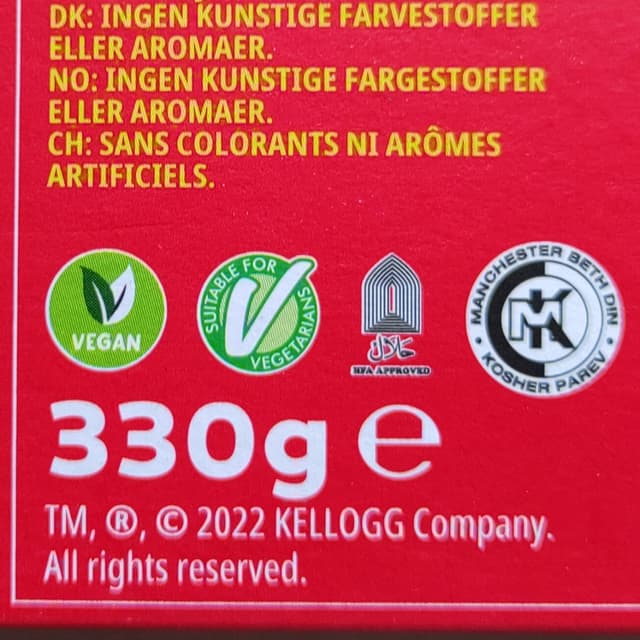 DK: INGEN KUNSTIGE FARVESTOFFER
ELLER AROMAER.
NO: INGEN KUNSTIGE FARGESTOFFER
ELLER AROMAER.
CH: SANS COLORANTS NI ARÔMES
ARTIFICIELS.
VEGAN
SUITABLE FOR
V
VEGETARIANS
حلال
HFA APPROVED
MANCHESTER BETH DIN
MK
• KOSHER PAREV •
330g ℮
TM, ®, © 2022 KELLOGG Company.
All rights reserved.